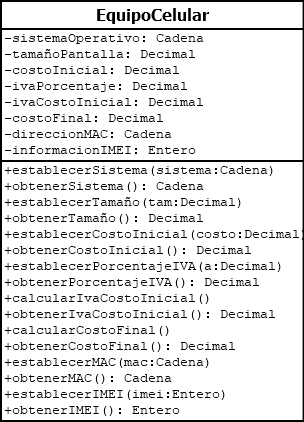 EquipoCelular
-sistemaOperativo: Cadena
-tamañoPantalla: Decimal
-costoInicial: Decimal
-ivaPorcentaje: Decimal
-ivaCostoInicial: Decimal
-costoFinal: Decimal
-direccionMAC: Cadena
-informacionIMEI: Entero
+establecerSistema(sistema:Cadena)
+obtenerSistema(): Cadena
+establecerTamaño(tam:Decimal)
+obtenerTamaño(): Decimal
+establecerCostoInicial(costo:Decimal)
+obtenerCostoInicial(): Decimal
+establecerPorcentajeIVA(a:Decimal)
+obtenerPorcentajeIVA(): Decimal
+calcularIvaCostoInicial()
+obtenerIvaCostoInicial(): Decimal
+calcularCostoFinal()
+obtenerCostoFinal(): Decimal
+establecerMAC(mac:Cadena)
+obtenerMAC(): Cadena
+establecerIMEI(imei:Entero)
+obtenerIMEI(): Entero